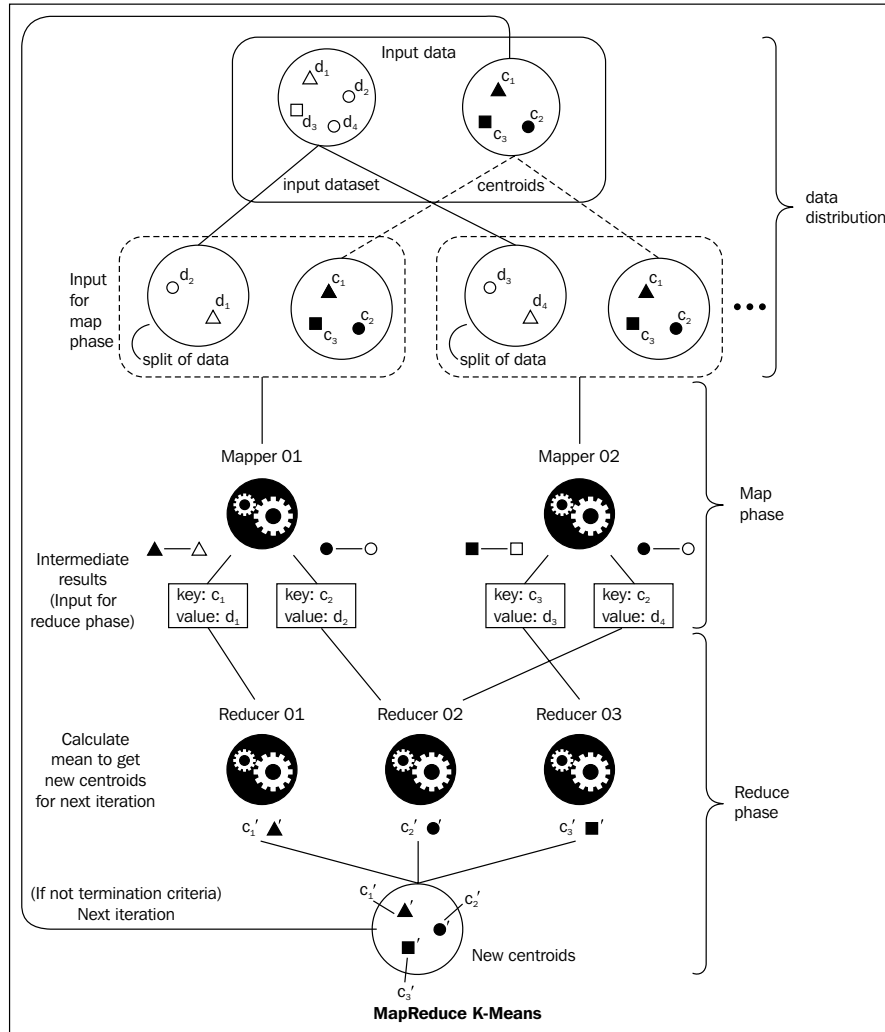 Input data
d₁
d₂
d₃
d₄
c₁
c₃
c₂
input dataset
centroids
data
distribution
Input
for
map
phase
d₂
d₁
split of data
c₁
c₃
c₂
d₃
d₄
split of data
c₁
c₃
c₂
Mapper 01
Mapper 02
Map
phase
Intermediate
results
(Input for
reduce phase)
key: c₁
value: d₁
key: c₂
value: d₂
key: c₃
value: d₃
key: c₂
value: d₄
Reducer 01
Reducer 02
Reducer 03
Calculate
mean to get
new centroids
for next iteration
Reduce
phase
c₁′ ′
c₂′ ′
c₃′ ′
(If not termination criteria)
Next iteration
c₁′
′
c₂′
′
′
New centroids
c₃′
MapReduce K-Means